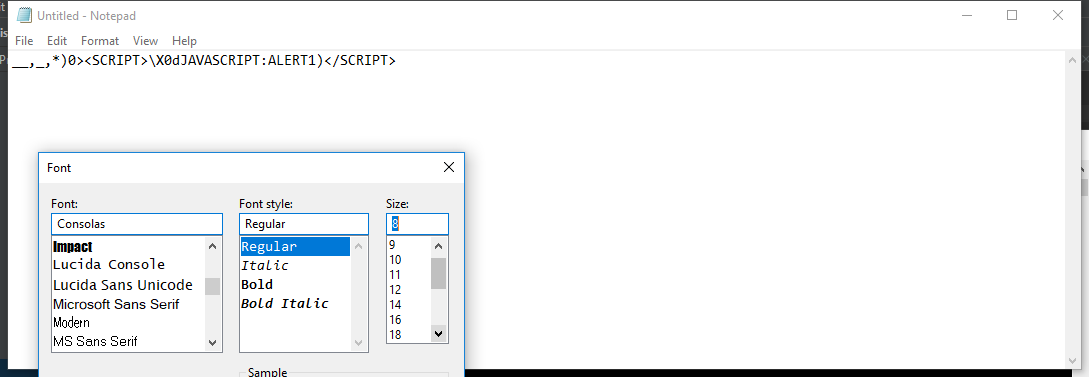 Untitled - Notepad
File Edit Format View Help
__,_,*)0><SCRIPT>\X0dJAVASCRIPT:ALERT1)</SCRIPT>
Font
Font: Font style: Size:
Consolas Regular 8
Impact Regular 9
Lucida Console Italic 10
Lucida Sans Unicode Bold 11
Microsoft Sans Serif Bold Italic 12
Modern 14
MS Sans Serif 16
18
Sample